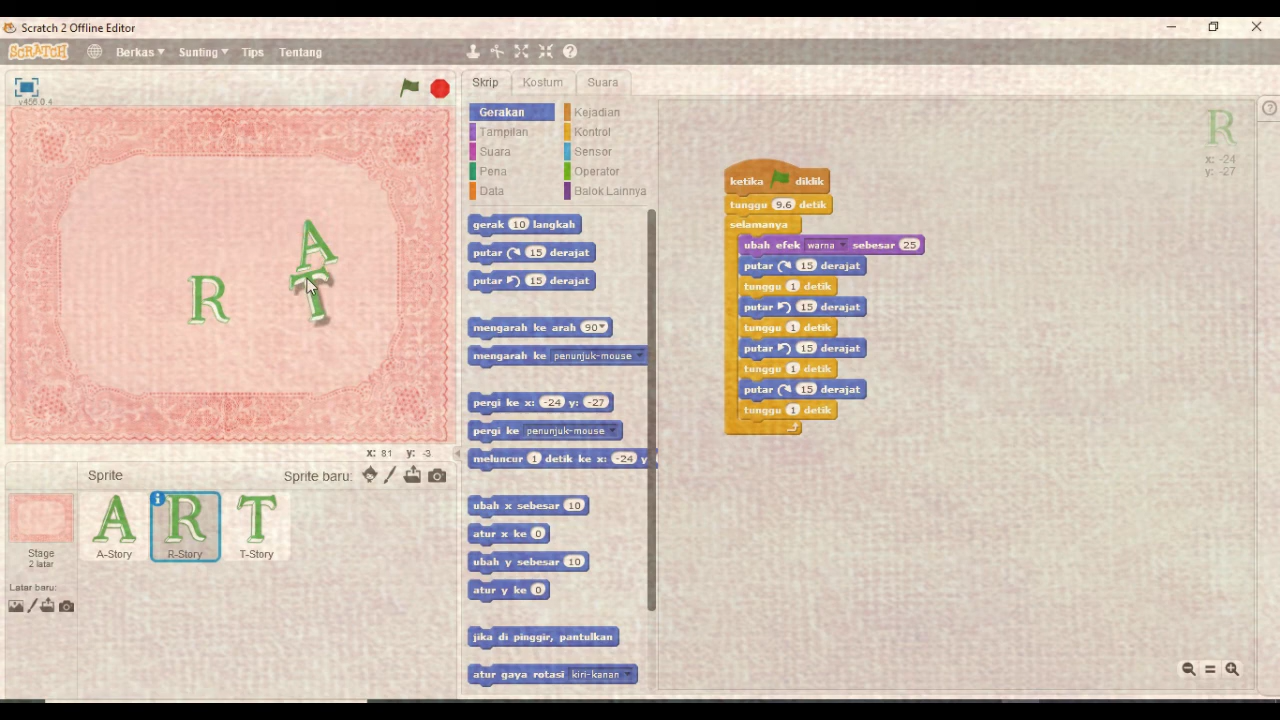 Scratch 2 Offline Editor
SCRATCH Berkas Sunting Tips Tentang
v456.0.4
A
R
T
x: 81 y: -3
Sprite Sprite baru:
Stage
2 latar
Latar baru:
A
A-Story
R
R-Story
T
T-Story
Skrip Kostum Suara
Gerakan Kejadian
Tampilan Kontrol
Suara Sensor
Pena Operator
Data Balok Lainnya
gerak 10 langkah
putar 15 derajat
putar 15 derajat
mengarah ke arah 90
mengarah ke penunjuk-mouse
pergi ke x: -24 y: -27
pergi ke penunjuk-mouse
meluncur 1 detik ke x: -24 y
ubah x sebesar 10
atur x ke 0
ubah y sebesar 10
atur y ke 0
jika di pinggir, pantulkan
atur gaya rotasi kiri-kanan
ketika diklik
tunggu 9.6 detik
selamanya
ubah efek warna sebesar 25
putar 15 derajat
tunggu 1 detik
putar 15 derajat
tunggu 1 detik
putar 15 derajat
tunggu 1 detik
putar 15 derajat
tunggu 1 detik
R
x: -24
y: -27